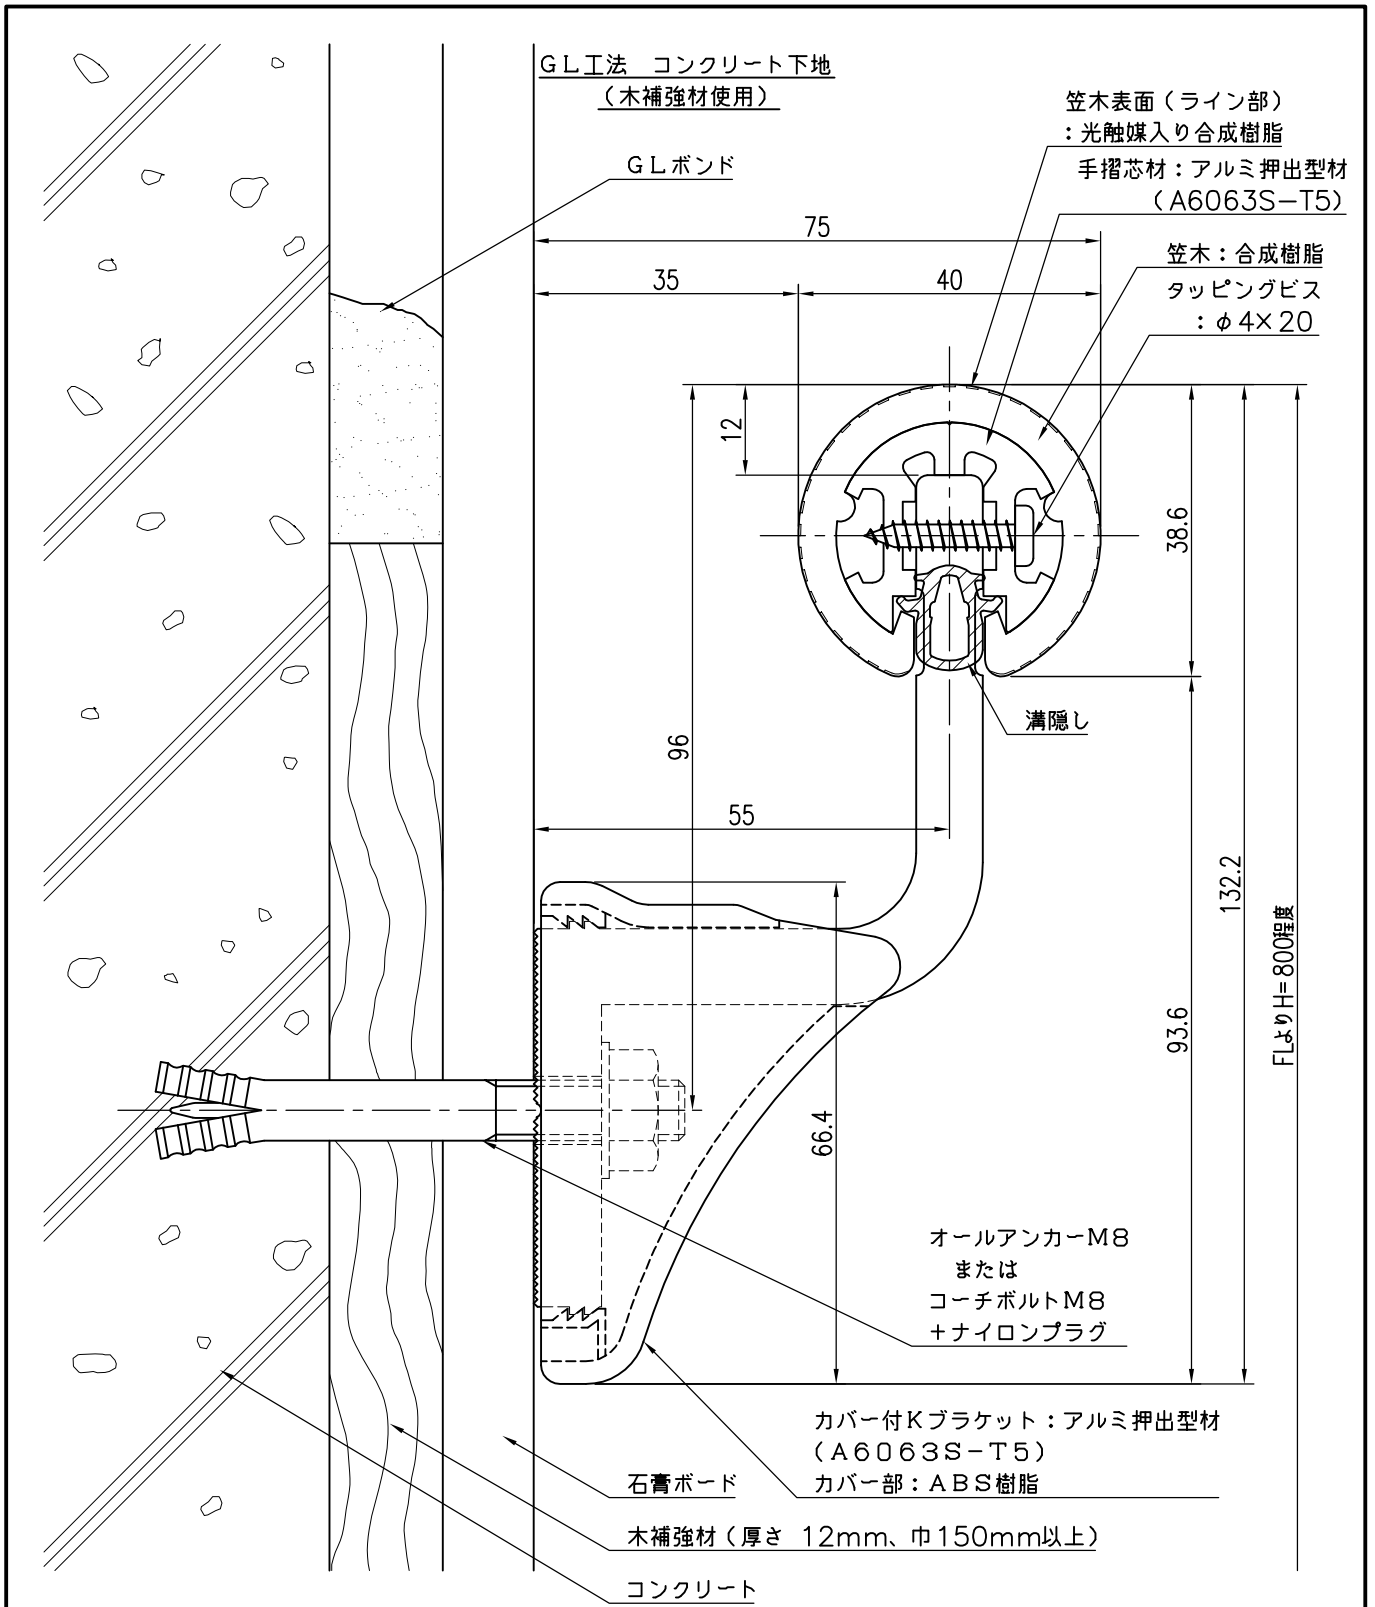 GL工法　コンクリート下地
（木補強材使用）
GLボンド
笠木表面（ライン部）
：光触媒入り合成樹脂
手摺芯材：アルミ押出型材
（A6063S−T5）
75
笠木：合成樹脂
35
40
タッピングビス
：φ4×20
12
38.6
溝隠し
96
55
132.2
FLよりH=800程度
93.6
66.4
オールアンカーM8
または
コーチボルトM8
+ナイロンプラグ
カバー付Kブラケット：アルミ押出型材
（A6063S−T5）
カバー部：ABS樹脂
石膏ボード
木補強材（厚さ 12mm、巾150mm以上）
コンクリート